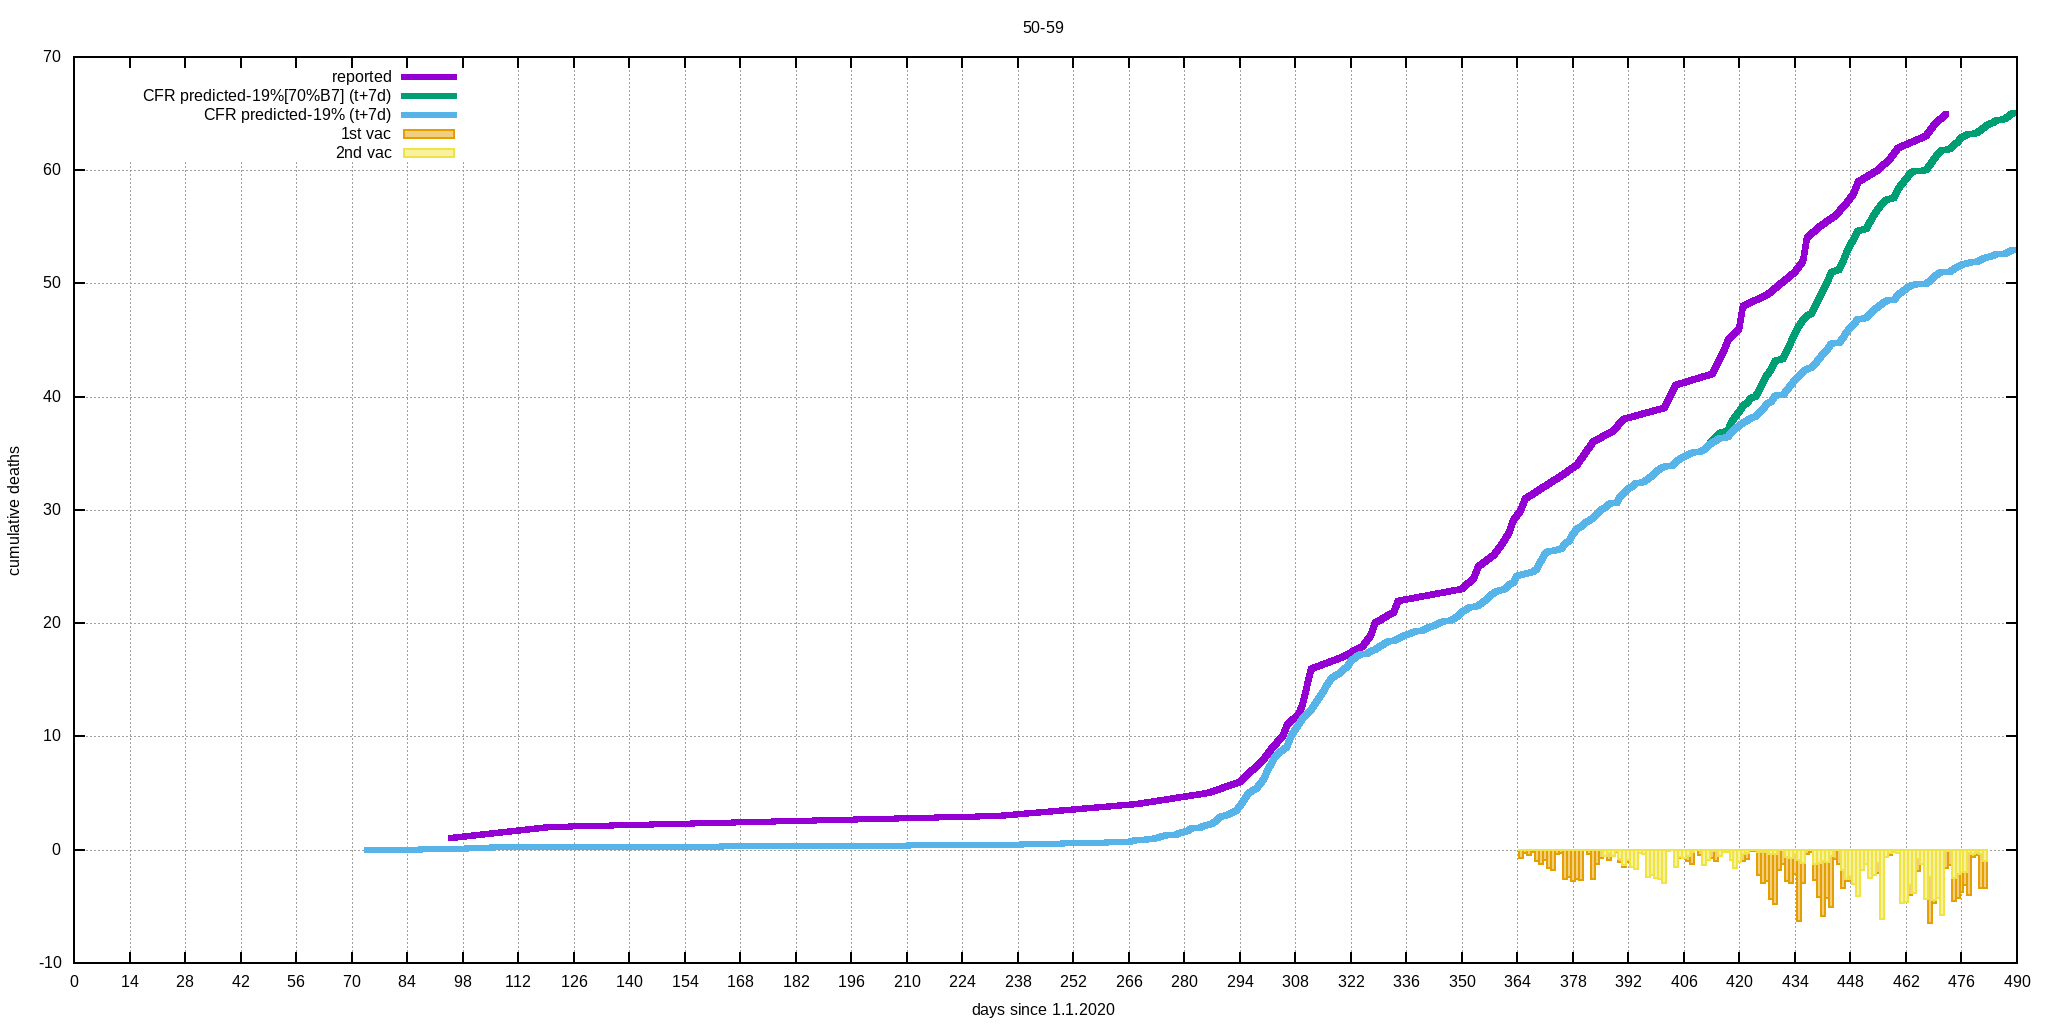 50-59
70
60
50
40
30
20
10
0
-10
cumulative deaths
reported
CFR predicted-19%[70%B7] (t+7d)
CFR predicted-19% (t+7d)
1st vac
2nd vac
0 14 28 42 56 70 84 98 112 126 140 154 168 182 196 210 224 238 252 266 280 294 308 322 336 350 364 378 392 406 420 434 448 462 476 490
days since 1.1.2020